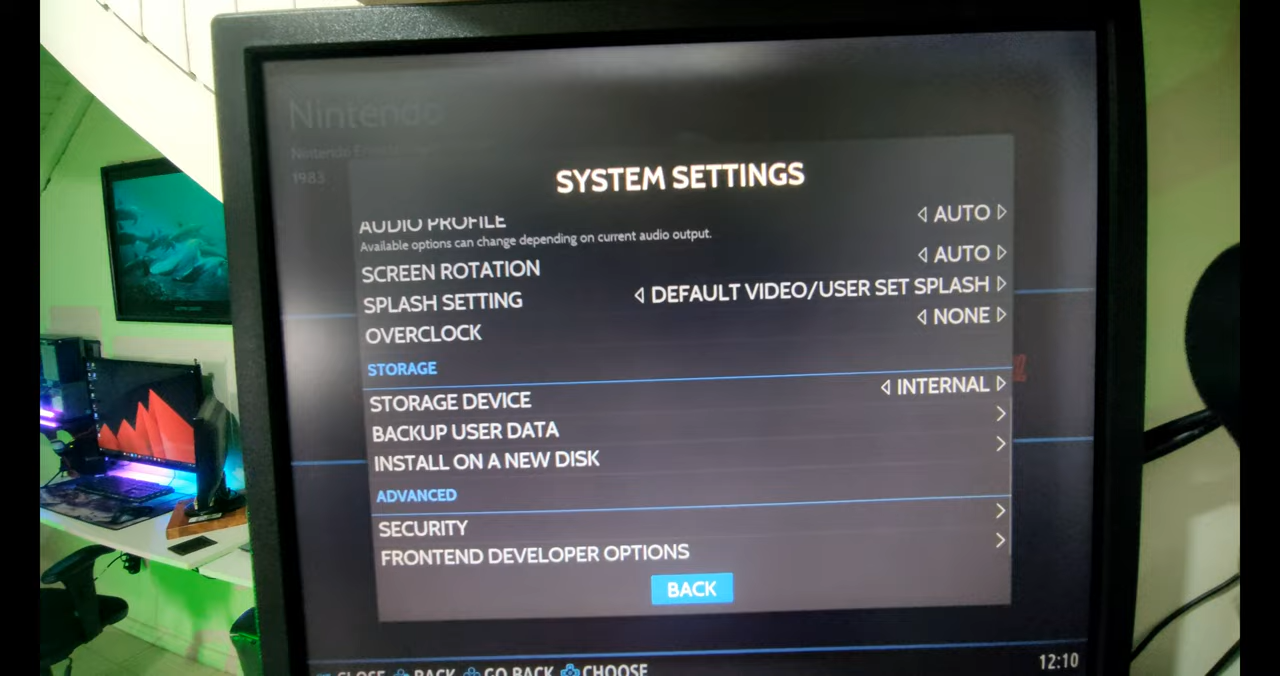 Nintendo
Nintendo
1983
SYSTEM SETTINGS
AUDIO PROFILE
◁ AUTO ▷
Available options can change depending on current audio output.
SCREEN ROTATION
◁ AUTO ▷
SPLASH SETTING
◁ DEFAULT VIDEO/USER SET SPLASH ▷
OVERCLOCK
◁ NONE ▷
STORAGE
STORAGE DEVICE
◁ INTERNAL ▷
BACKUP USER DATA
INSTALL ON A NEW DISK
ADVANCED
SECURITY
FRONTEND DEVELOPER OPTIONS
BACK
CLOSE BACK GO BACK CHOOSE
12:10